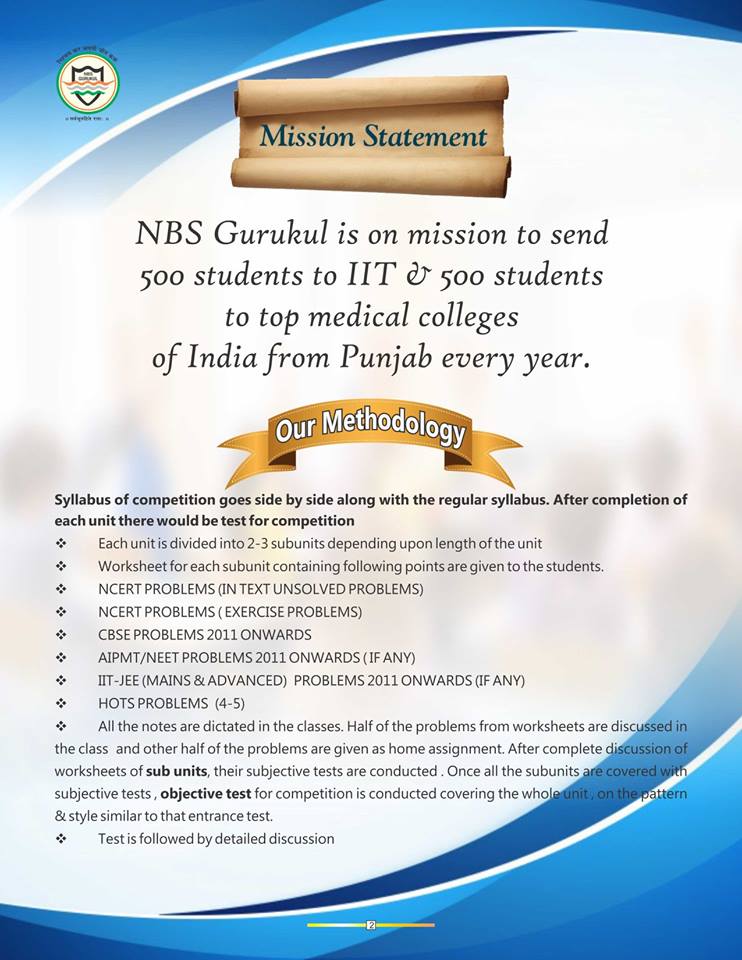 NBS
GURUKUL
॥ सर्वभूतहिते रताः ॥
Mission Statement
NBS Gurukul is on mission to send
500 students to IIT & 500 students
to top medical colleges
of India from Punjab every year.
Our Methodology
Syllabus of competition goes side by side along with the regular syllabus. After completion of
each unit there would be test for competition
❖ Each unit is divided into 2-3 subunits depending upon length of the unit
❖ Worksheet for each subunit containing following points are given to the students.
❖ NCERT PROBLEMS (IN TEXT UNSOLVED PROBLEMS)
❖ NCERT PROBLEMS ( EXERCISE PROBLEMS)
❖ CBSE PROBLEMS 2011 ONWARDS
❖ AIPMT/NEET PROBLEMS 2011 ONWARDS ( IF ANY)
❖ IIT-JEE (MAINS & ADVANCED) PROBLEMS 2011 ONWARDS (IF ANY)
❖ HOTS PROBLEMS (4-5)
❖ All the notes are dictated in the classes. Half of the problems from worksheets are discussed in
the class and other half of the problems are given as home assignment. After complete discussion of
worksheets of sub units, their subjective tests are conducted . Once all the subunits are covered with
subjective tests , objective test for competition is conducted covering the whole unit , on the pattern
& style similar to that entrance test.
❖ Test is followed by detailed discussion
2